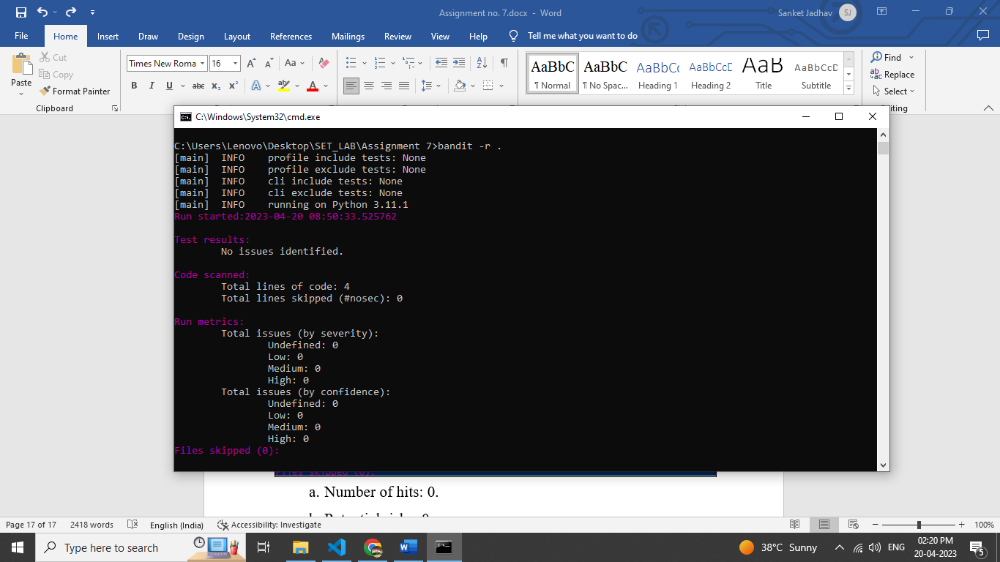 Assignment no. 7.docx - Word
Sanket Jadhav SJ
File Home Insert Draw Design Layout References Mailings Review View Help Tell me what you want to do
Paste
Cut
Copy
Format Painter
Clipboard
Times New Roma 16
Aa
B I U abc x₂ x²
AaBbC AaBbC AaBbCc AaBbCcD AaB AaBbCcD
¶ Normal ¶ No Spac... Heading 1 Heading 2 Title Subtitle
Find
Replace
Select
C:\Windows\System32\cmd.exe
C:\Users\Lenovo\Desktop\SET_LAB\Assignment 7>bandit -r .
[main] INFO profile include tests: None
[main] INFO profile exclude tests: None
[main] INFO cli include tests: None
[main] INFO cli exclude tests: None
[main] INFO running on Python 3.11.1
Run started:2023-04-20 08:50:33.525762
Test results:
No issues identified.
Code scanned:
Total lines of code: 4
Total lines skipped (#nosec): 0
Run metrics:
Total issues (by severity):
Undefined: 0
Low: 0
Medium: 0
High: 0
Total issues (by confidence):
Undefined: 0
Low: 0
Medium: 0
High: 0
Files skipped (0):
Files skipped (0):
a. Number of hits: 0.
Page 17 of 17 2418 words English (India) Accessibility: Investigate 100%
Type here to search
38°C Sunny ENG 02:20 PM
20-04-2023 5